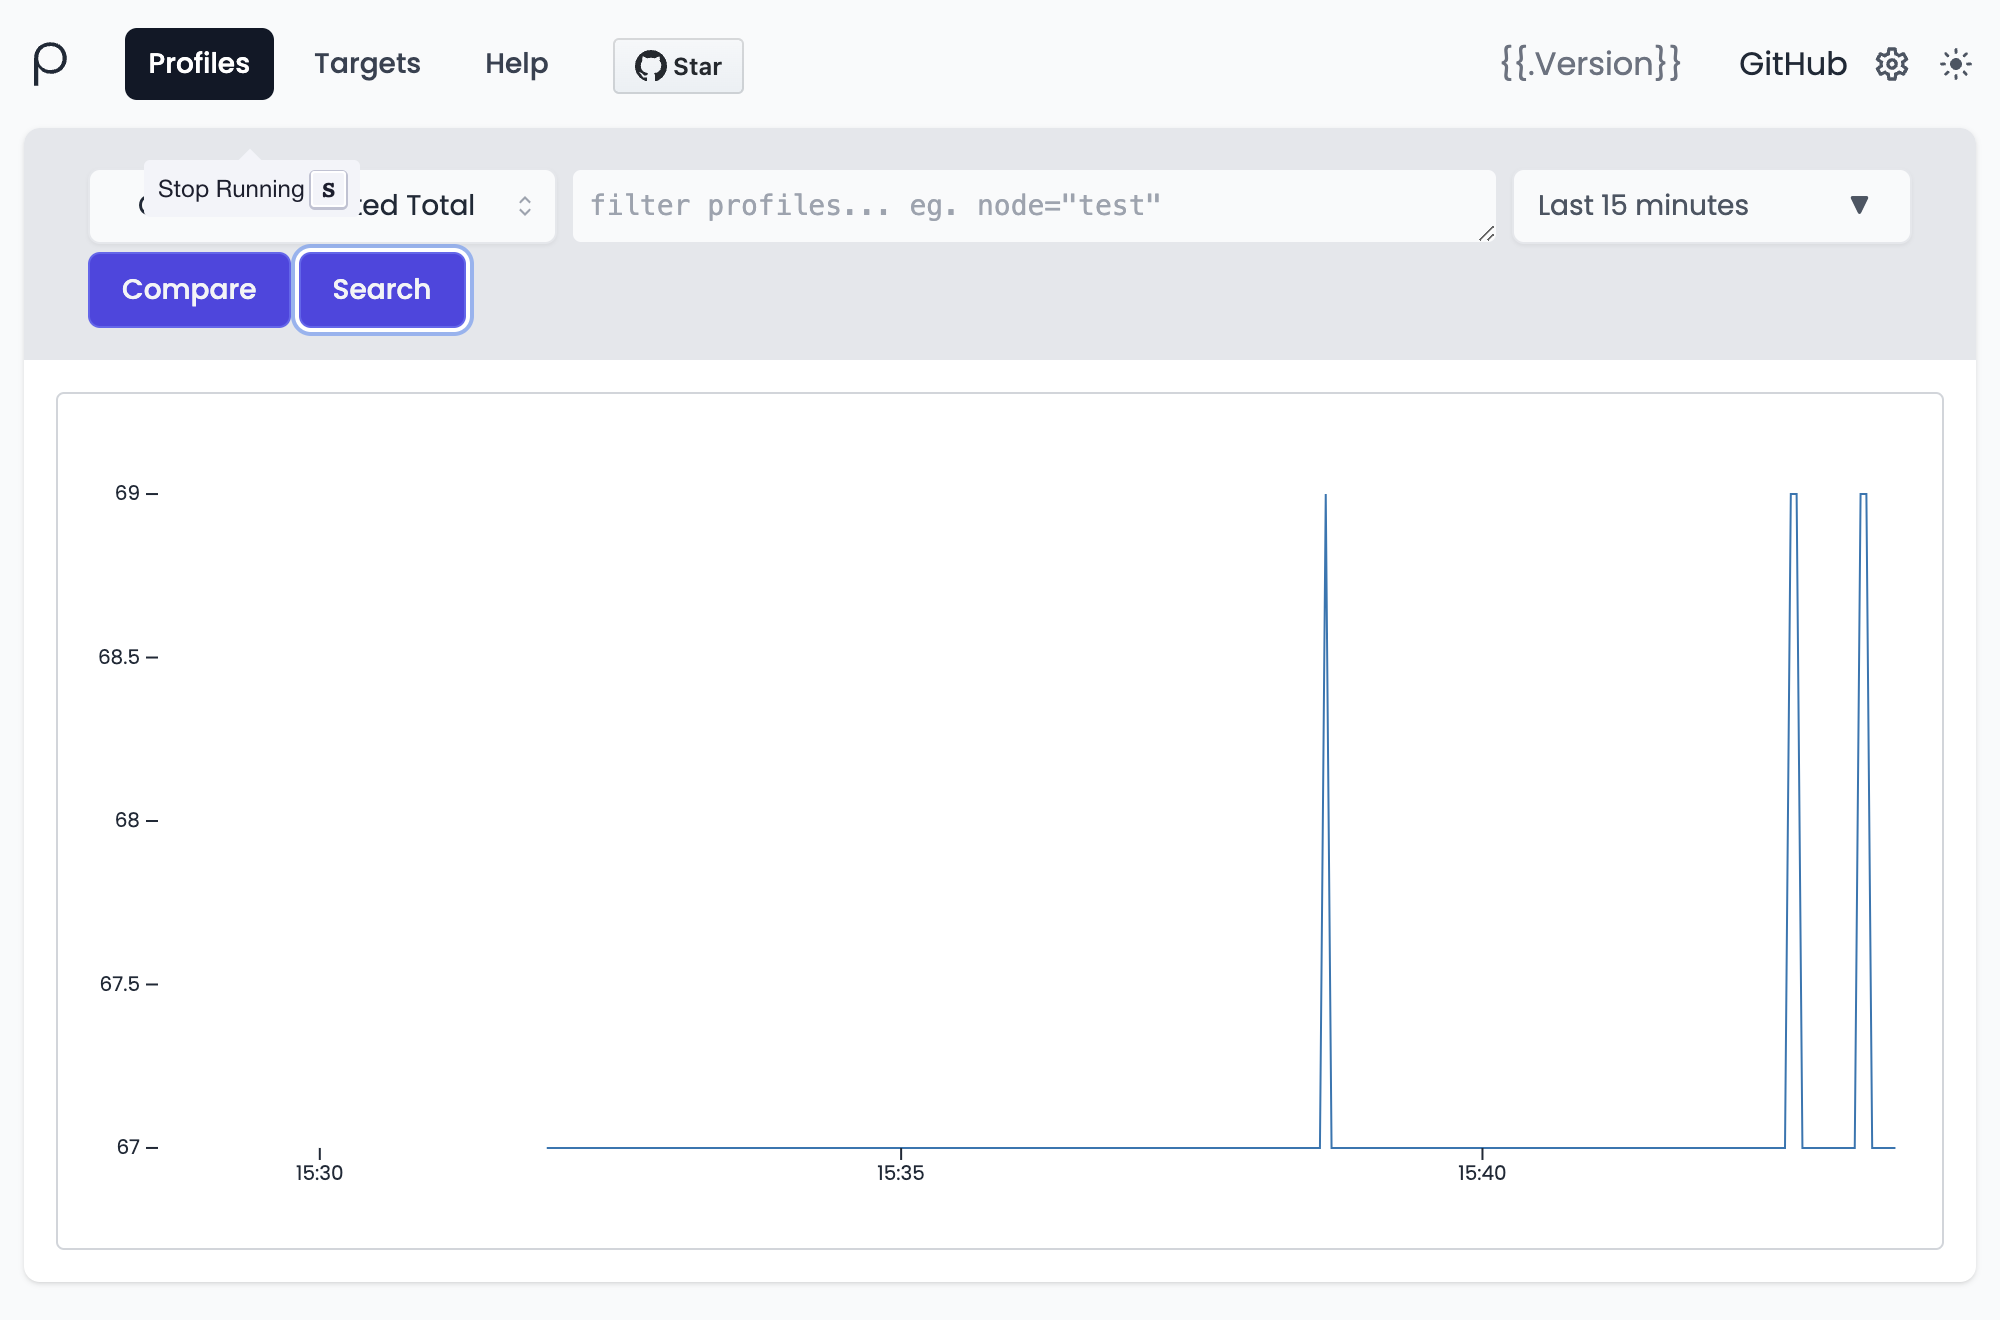 Profiles Targets Help Star {{.Version}} GitHub
Stop Running S
ted Total filter profiles... eg. node="test" Last 15 minutes
Compare Search
69
68.5
68
67.5
67
15:30 15:35 15:40